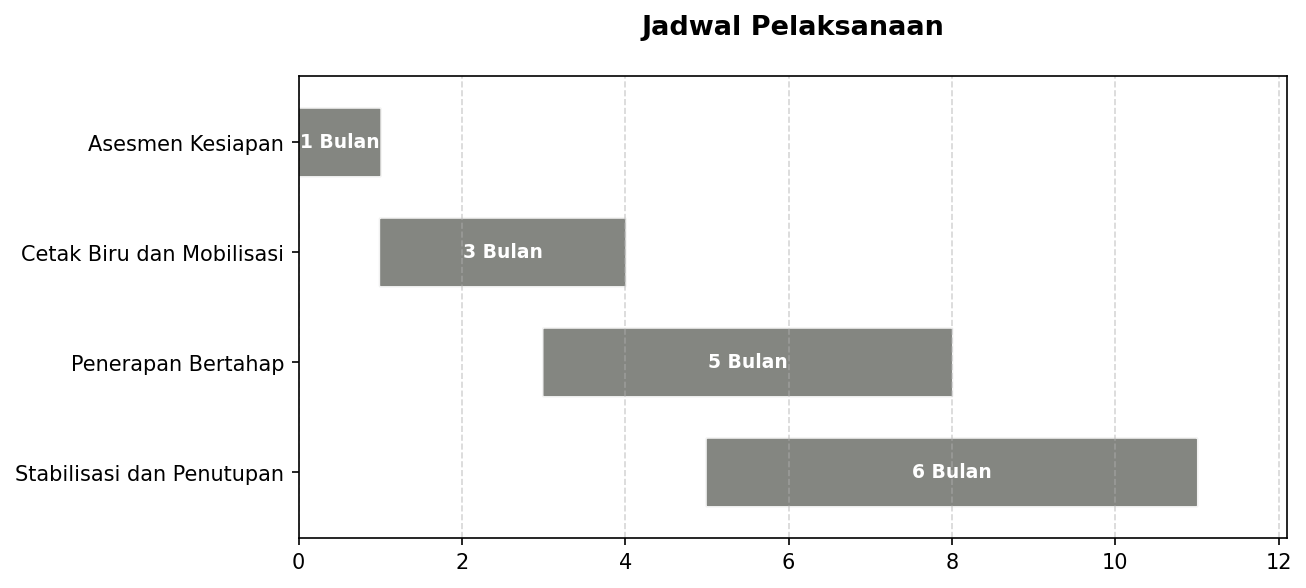 Jadwal Pelaksanaan
Asesmen Kesiapan
1 Bulan
Cetak Biru dan Mobilisasi
3 Bulan
Penerapan Bertahap
5 Bulan
Stabilisasi dan Penutupan
6 Bulan
0 2 4 6 8 10 12